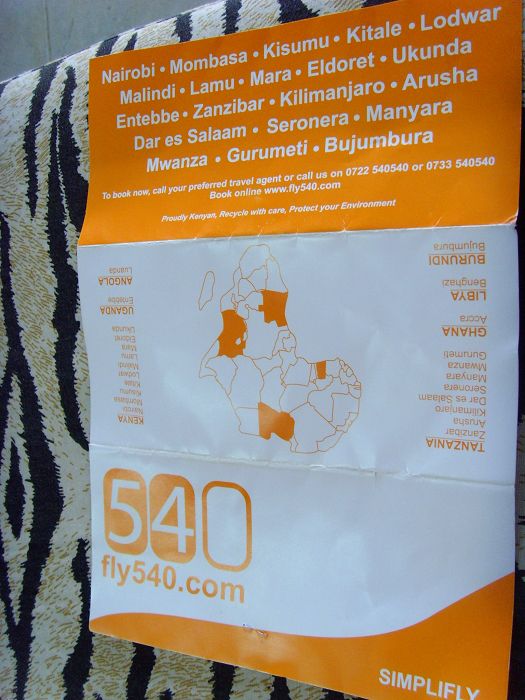 Nairobi • Mombasa • Kisumu • Kitale • Lodwar
Malindi • Lamu • Mara • Eldoret • Ukunda
Entebbe • Zanzibar • Kilimanjaro • Arusha
Dar es Salaam • Seronera • Manyara
Mwanza • Gurumeti • Bujumbura
To book now, call your preferred travel agent or call us on 0722 540540 or 0733 540540
Book online www.fly540.com
Proudly Kenyan, Recycle with care, Protect your Environment
KENYA
Nairobi
Mombasa
Kisumu
Kitale
Lodwar
Malindi
Lamu
Mara
Eldoret
Ukunda
UGANDA
Entebbe
ANGOLA
Luanda
TANZANIA
Zanzibar
Arusha
Kilimanjaro
Dar es Salaam
Seronera
Manyara
Mwanza
Gurumeti
GHANA
Accra
LIBYA
Benghazi
BURUNDI
Bujumbura
540
fly540.com
SIMPLIFLY